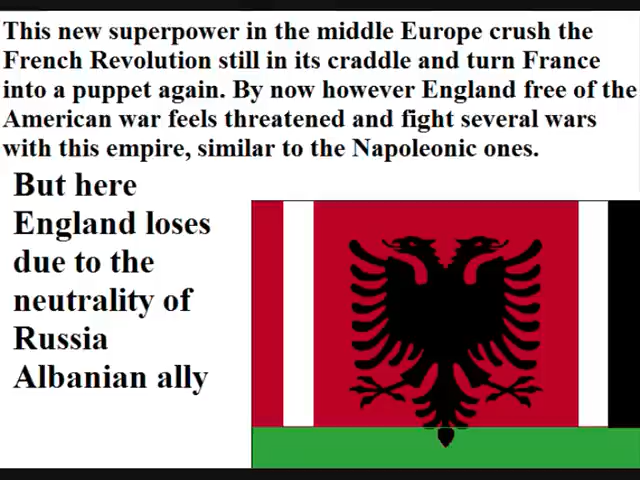 This new superpower in the middle Europe crush the
French Revolution still in its craddle and turn France
into a puppet again. By now however England free of the
American war feels threatened and fight several wars
with this empire, similar to the Napoleonic ones.
But here
England loses
due to the
neutrality of
Russia
Albanian ally